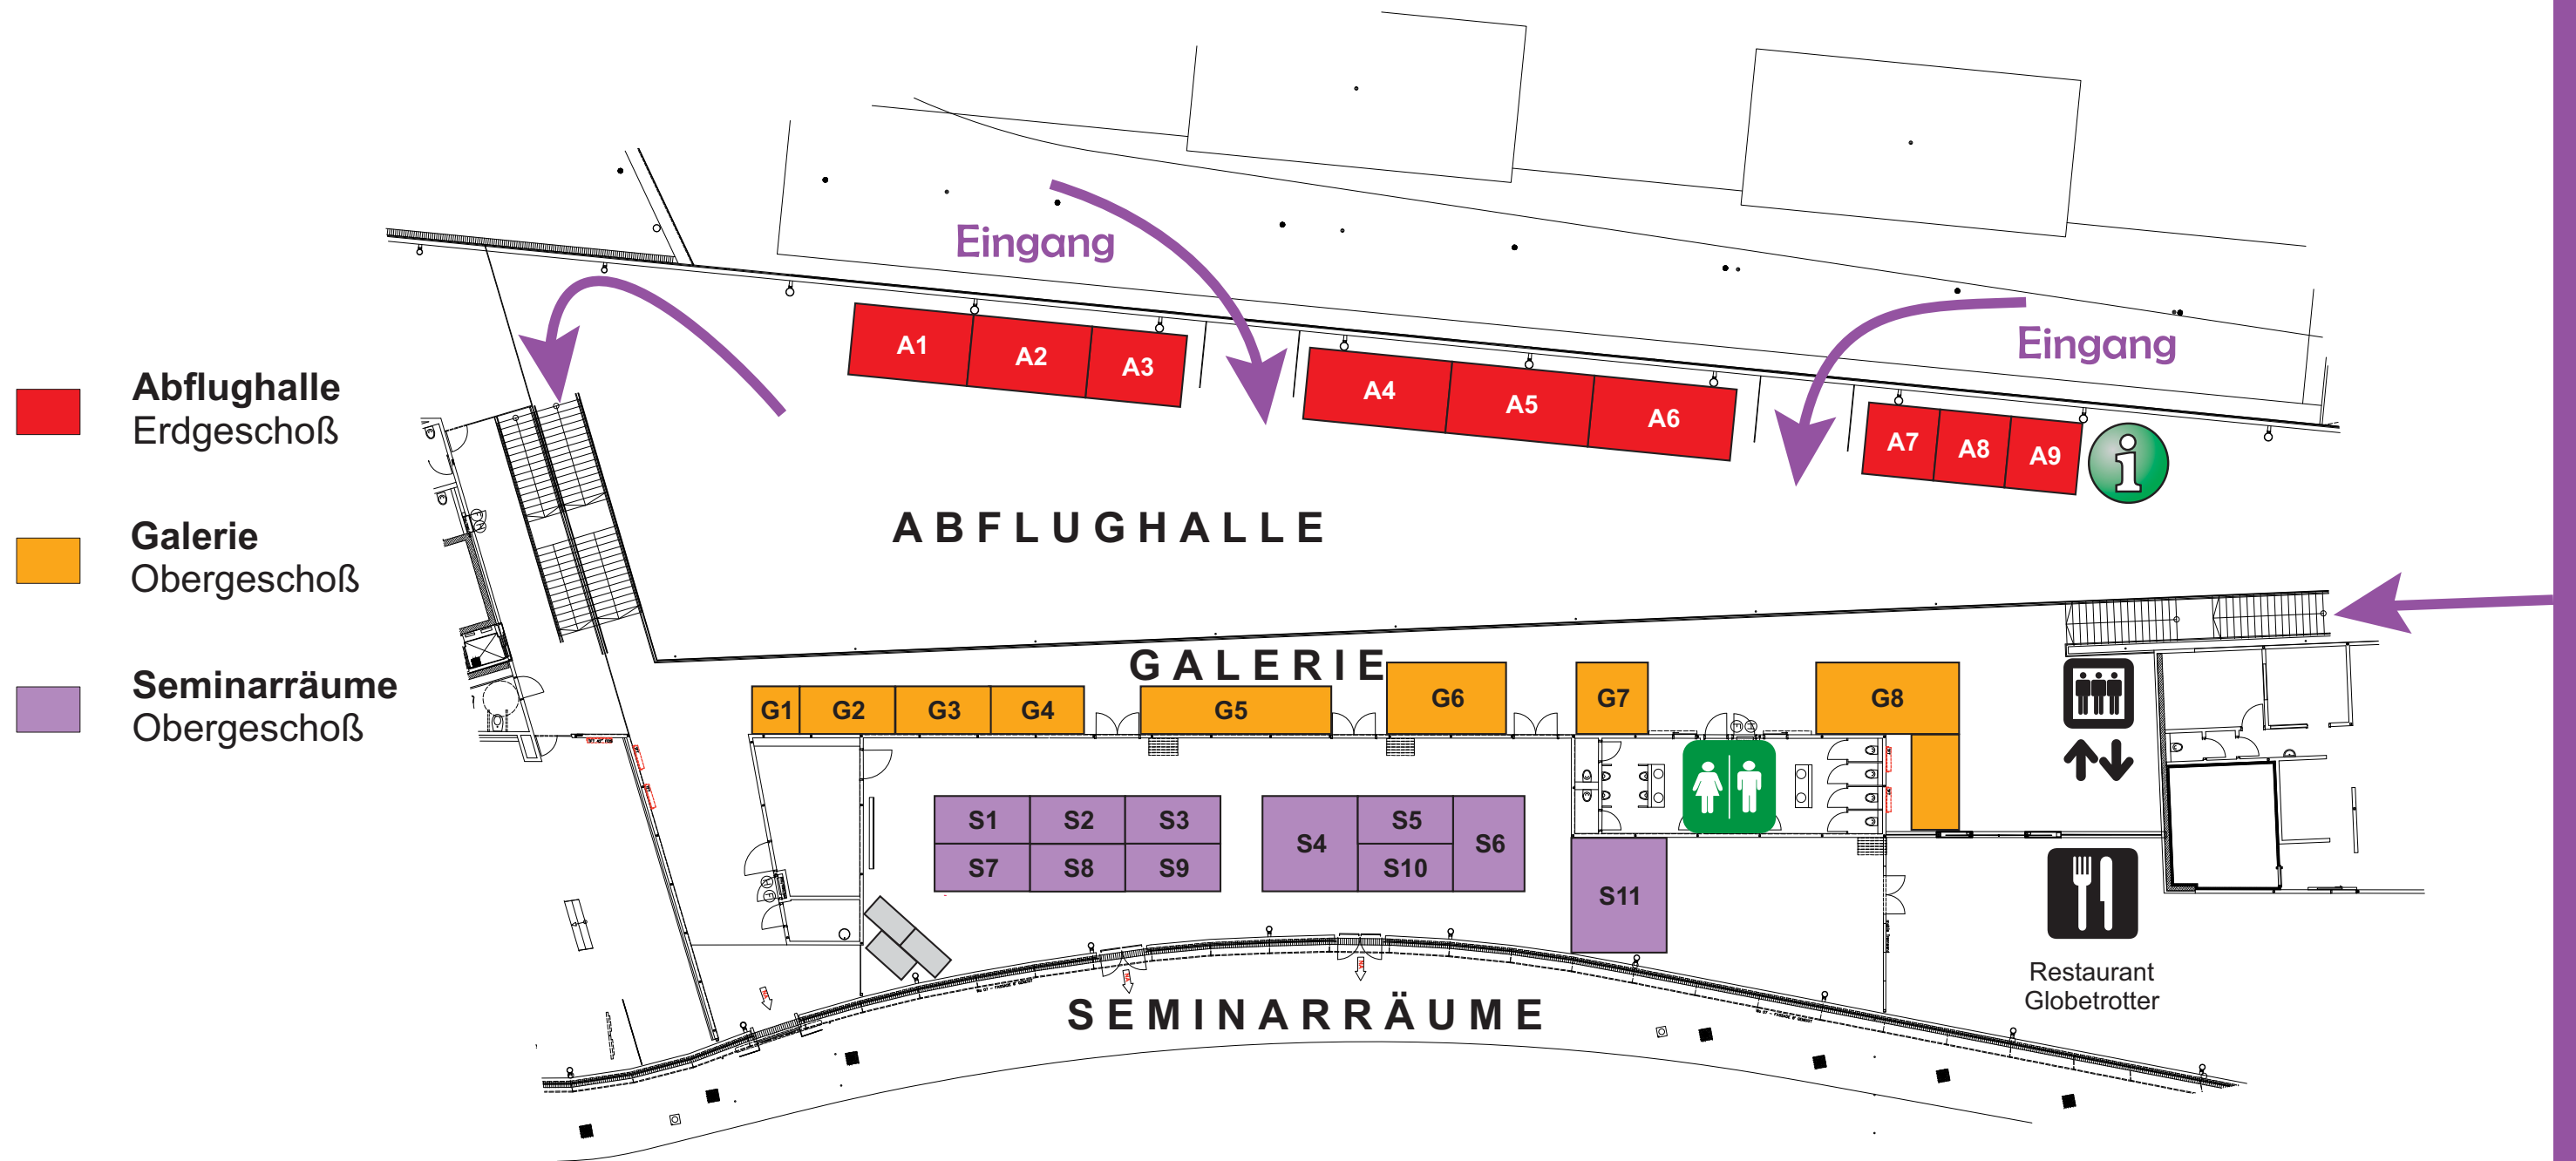 Eingang
Eingang
Abflughalle
Erdgeschoß
Galerie
Obergeschoß
Seminarräume
Obergeschoß
A1
A2
A3
A4
A5
A6
A7
A8
A9
i
ABFLUGHALLE
GALERIE
G1
G2
G3
G4
G5
G6
G7
G8
S1
S2
S3
S4
S5
S6
S7
S8
S9
S10
S11
Restaurant
Globetrotter
SEMINARRÄUME